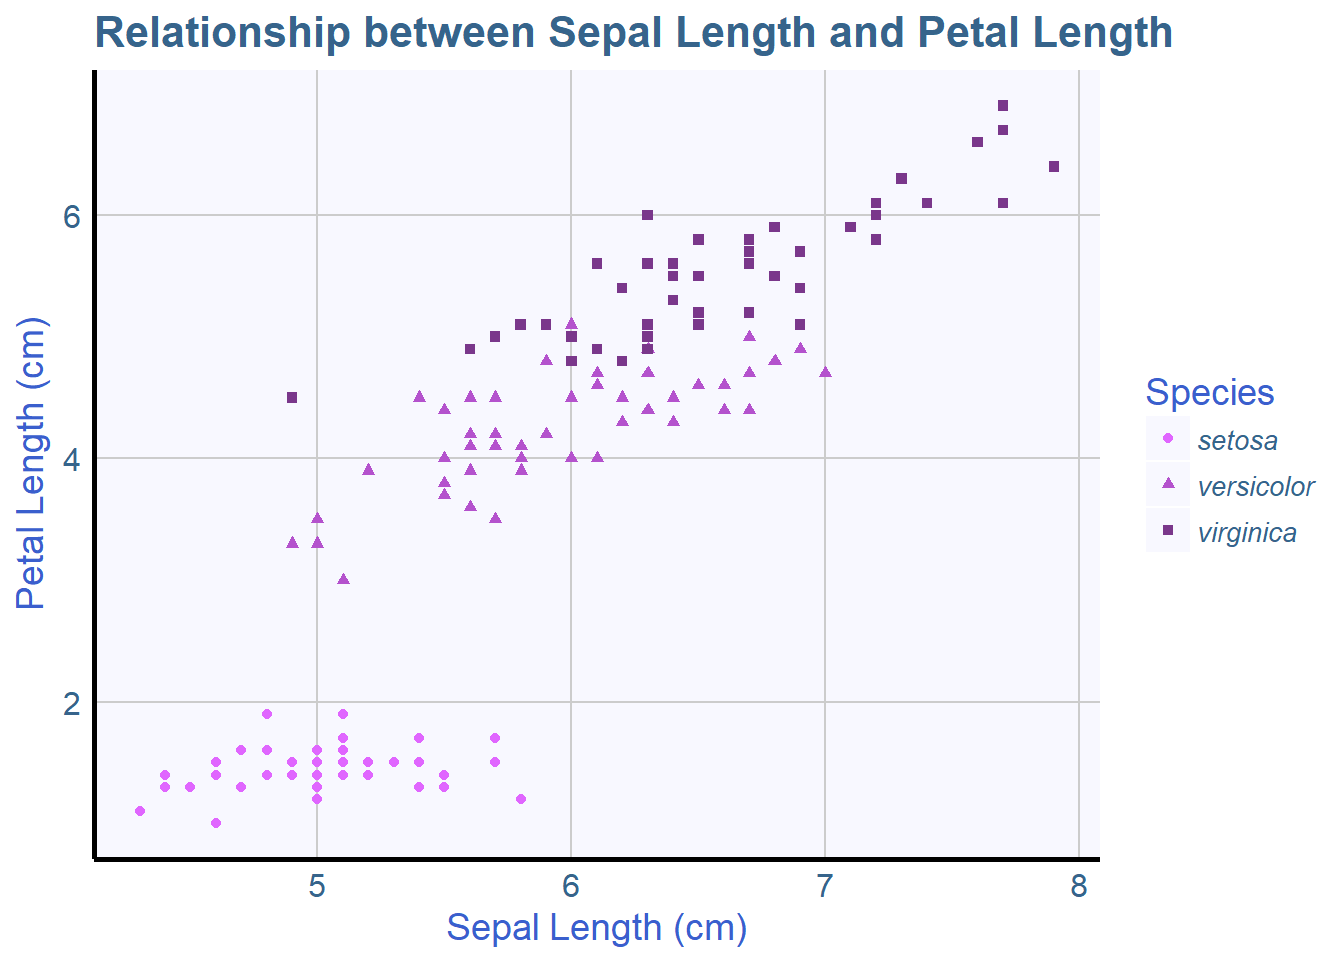 Relationship between Sepal Length and Petal Length
6
4
2
Petal Length (cm)
5 6 7 8
Sepal Length (cm)
Species
setosa
versicolor
virginica